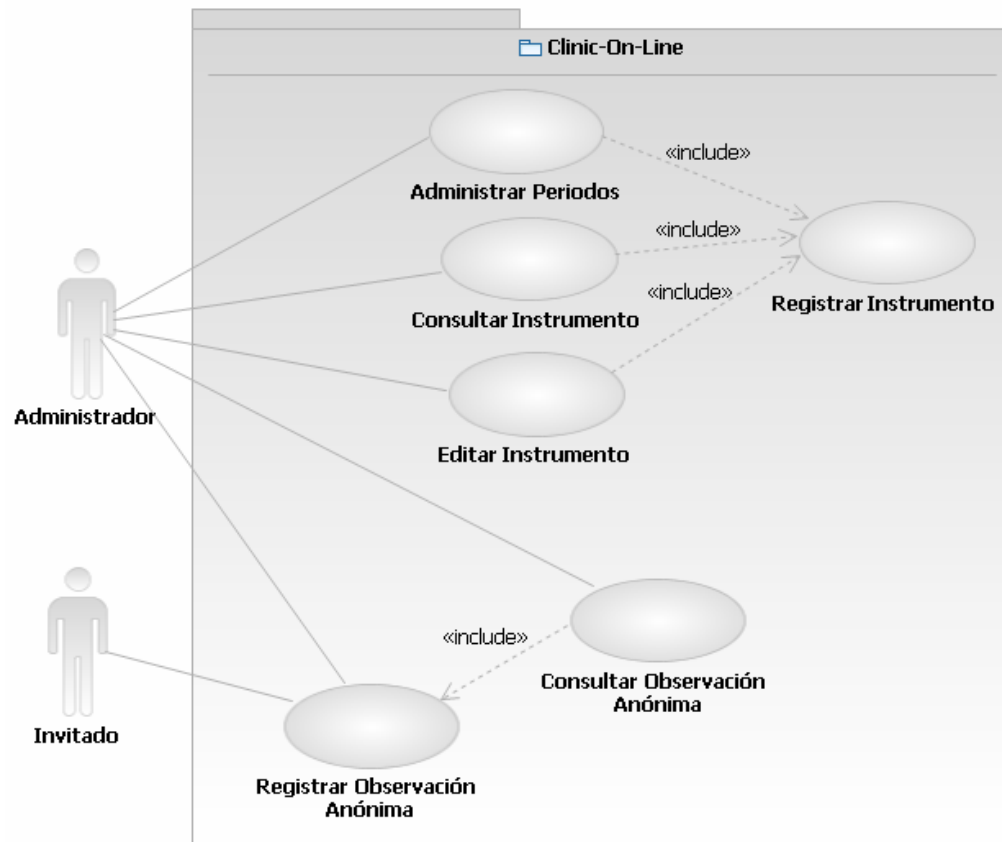 Clinic-On-Line
«include»
Administrar Periodos
«include»
«include»
Registrar Instrumento
Consultar Instrumento
Administrador
Editar Instrumento
«include»
Consultar Observación
Anónima
Invitado
Registrar Observación
Anónima